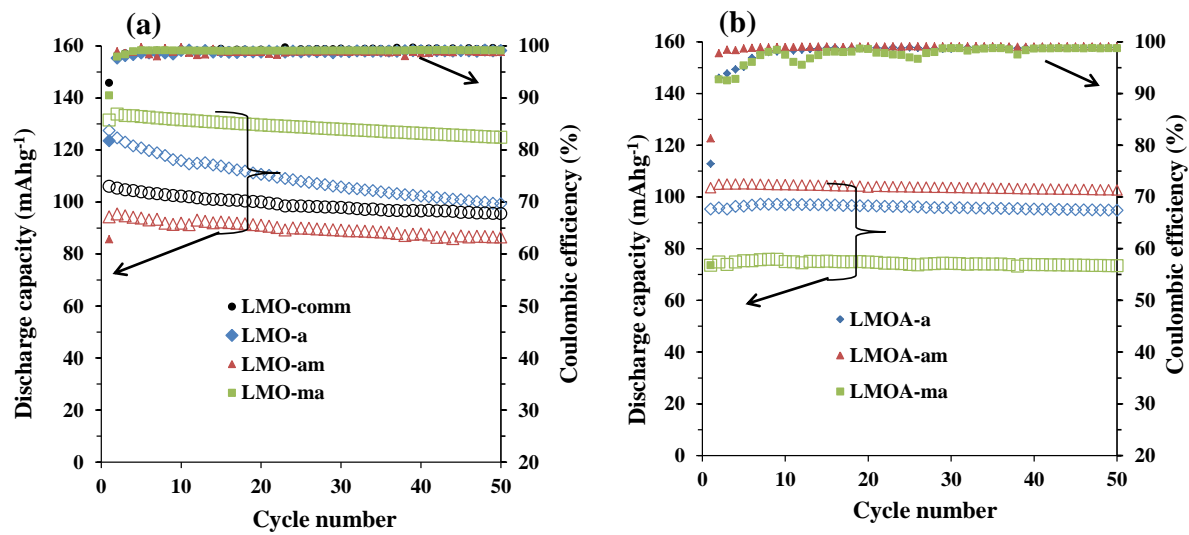 (a)
Discharge capacity (mAhg-1)
160
140
120
100
80
60
40
20
0
0 10 20 30 40 50
Cycle number
100
90
80
70
60
50
40
30
20
Coulombic efficiency (%)
LMO-comm
LMO-a
LMO-am
LMO-ma
(b)
Discharge capacity (mAhg-1)
160
140
120
100
80
60
40
20
0
0 10 20 30 40 50
Cycle number
100
90
80
70
60
50
40
30
20
Coulombic efficiency (%)
LMOA-a
LMOA-am
LMOA-ma